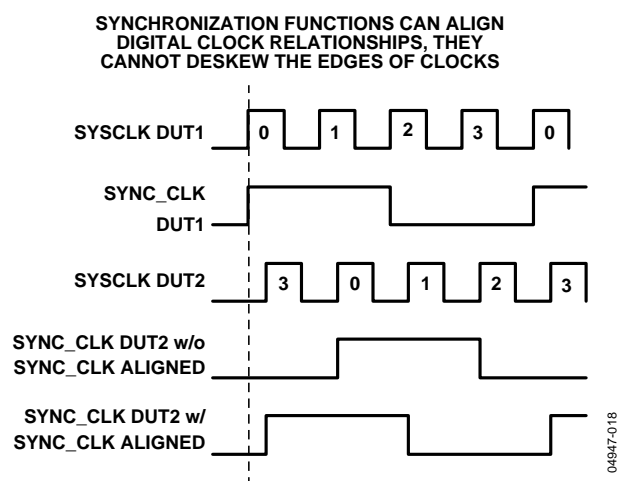 SYNCHRONIZATION FUNCTIONS CAN ALIGN
DIGITAL CLOCK RELATIONSHIPS, THEY
CANNOT DESKEW THE EDGES OF CLOCKS
SYSCLK DUT1
0 1 2 3 0
SYNC_CLK
DUT1
SYSCLK DUT2
3 0 1 2 3
SYNC_CLK DUT2 w/o
SYNC_CLK ALIGNED
SYNC_CLK DUT2 w/
SYNC_CLK ALIGNED
04947-018